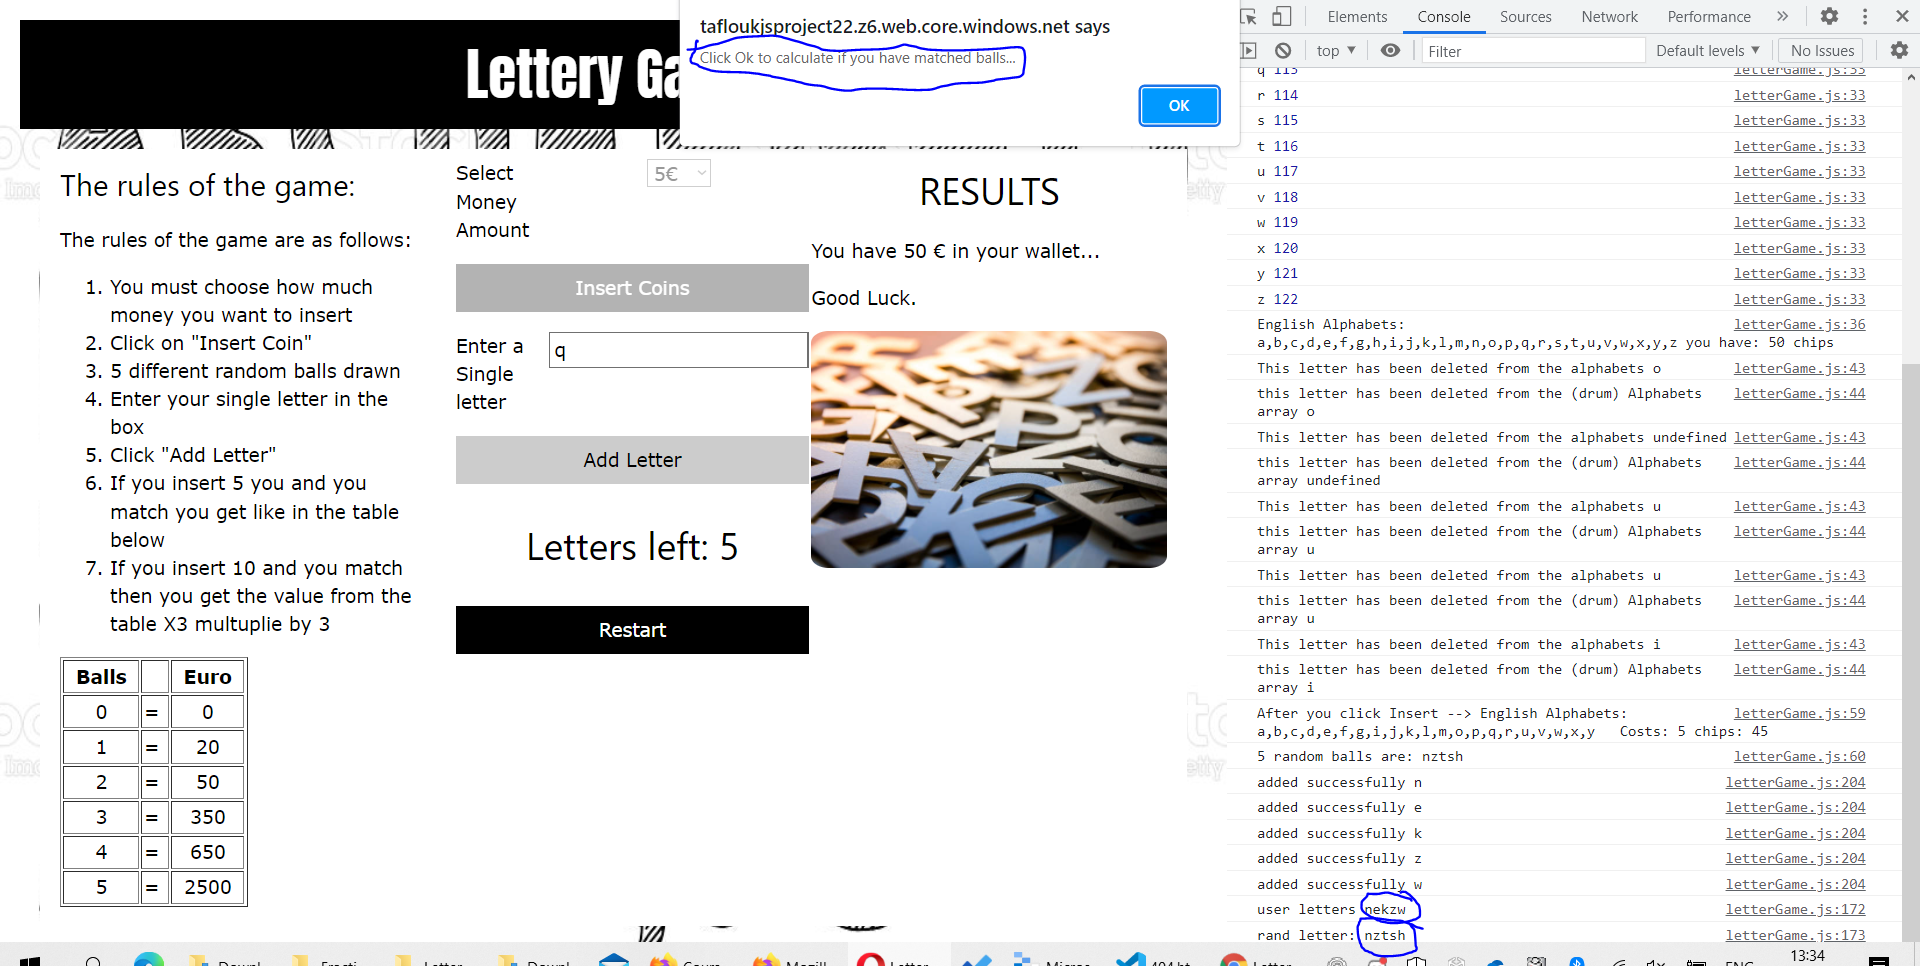 Lettery Ga
tafloukjsproject22.z6.web.core.windows.net says
Click Ok to calculate if you have matched balls...
OK
The rules of the game:
The rules of the game are as follows:
1. You must choose how much
money you want to insert
2. Click on "Insert Coin"
3. 5 different random balls drawn
4. Enter your single letter in the
box
5. Click "Add Letter"
6. If you insert 5 you and you
match you get like in the table
below
7. If you insert 10 and you match
then you get the value from the
table X3 multuplie by 3
Balls Euro
0 = 0
1 = 20
2 = 50
3 = 350
4 = 650
5 = 2500
Select 5€
Money
Amount
Insert Coins
Enter a q
Single
letter
Add Letter
Letters left: 5
Restart
RESULTS
You have 50 € in your wallet...
Good Luck.
Elements Console Sources Network Performance
top Filter Default levels No Issues
q 113 letterGame.js:33
r 114 letterGame.js:33
s 115 letterGame.js:33
t 116 letterGame.js:33
u 117 letterGame.js:33
v 118 letterGame.js:33
w 119 letterGame.js:33
x 120 letterGame.js:33
y 121 letterGame.js:33
z 122 letterGame.js:33
English Alphabets: letterGame.js:36
a,b,c,d,e,f,g,h,i,j,k,l,m,n,o,p,q,r,s,t,u,v,w,x,y,z you have: 50 chips
This letter has been deleted from the alphabets o letterGame.js:43
this letter has been deleted from the (drum) Alphabets letterGame.js:44
array o
This letter has been deleted from the alphabets undefined letterGame.js:43
this letter has been deleted from the (drum) Alphabets letterGame.js:44
array undefined
This letter has been deleted from the alphabets u letterGame.js:43
this letter has been deleted from the (drum) Alphabets letterGame.js:44
array u
This letter has been deleted from the alphabets u letterGame.js:43
this letter has been deleted from the (drum) Alphabets letterGame.js:44
array u
This letter has been deleted from the alphabets i letterGame.js:43
this letter has been deleted from the (drum) Alphabets letterGame.js:44
array i
After you click Insert --> English Alphabets: letterGame.js:59
a,b,c,d,e,f,g,i,j,k,l,m,o,p,q,r,u,v,w,x,y Costs: 5 chips: 45
5 random balls are: nztsh letterGame.js:60
added successfully n letterGame.js:204
added successfully e letterGame.js:204
added successfully k letterGame.js:204
added successfully z letterGame.js:204
added successfully w letterGame.js:204
user letters nekzw letterGame.js:172
rand letter: nztsh letterGame.js:173
13:34